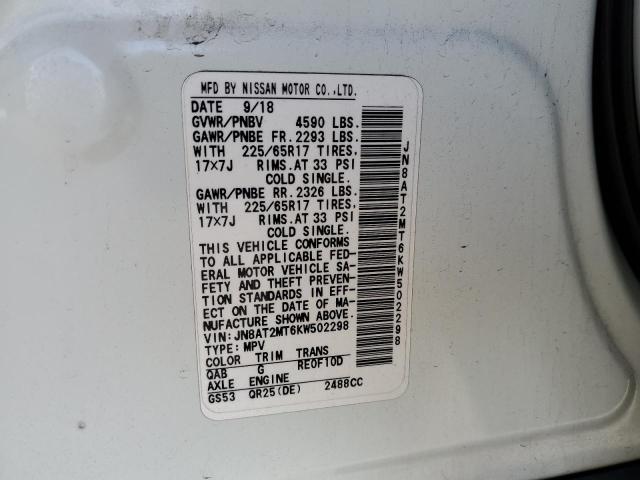 MFD BY NISSAN MOTOR CO.,LTD.
DATE 9/18
GVWR/PNBV 4590 LBS.
GAWR/PNBE FR. 2293 LBS.
WITH 225/65R17 TIRES.
17×7J RIMS.AT 33 PSI
COLD SINGLE.
GAWR/PNBE RR. 2326 LBS.
WITH 225/65R17 TIRES.
17×7J RIMS.AT 33 PSI
COLD SINGLE.
THIS VEHICLE CONFORMS
TO ALL APPLICABLE FED-
ERAL MOTOR VEHICLE SA-
FETY AND THEFT PREVEN-
TION STANDARDS IN EFF-
ECT ON THE DATE OF MA-
NUFACTURE SHOWN ABOVE.
VIN:JN8AT2MT6KW502298
TYPE:MPV
COLOR TRIM TRANS
QAB G RE0F10D
AXLE ENGINE
GS53 QR25(DE) 2488CC
JN8AT2MT6KW502298